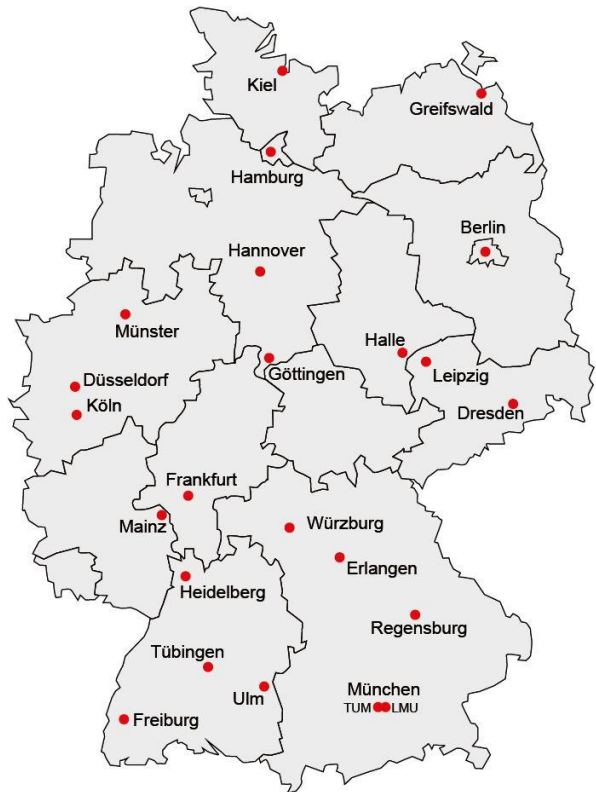 Kiel
Greifswald
Hamburg
Berlin
Hannover
Münster
Halle
Göttingen
Leipzig
Düsseldorf
Köln
Dresden
Frankfurt
Mainz
Würzburg
Erlangen
Heidelberg
Regensburg
Tübingen
Ulm
München
TUM LMU
Freiburg